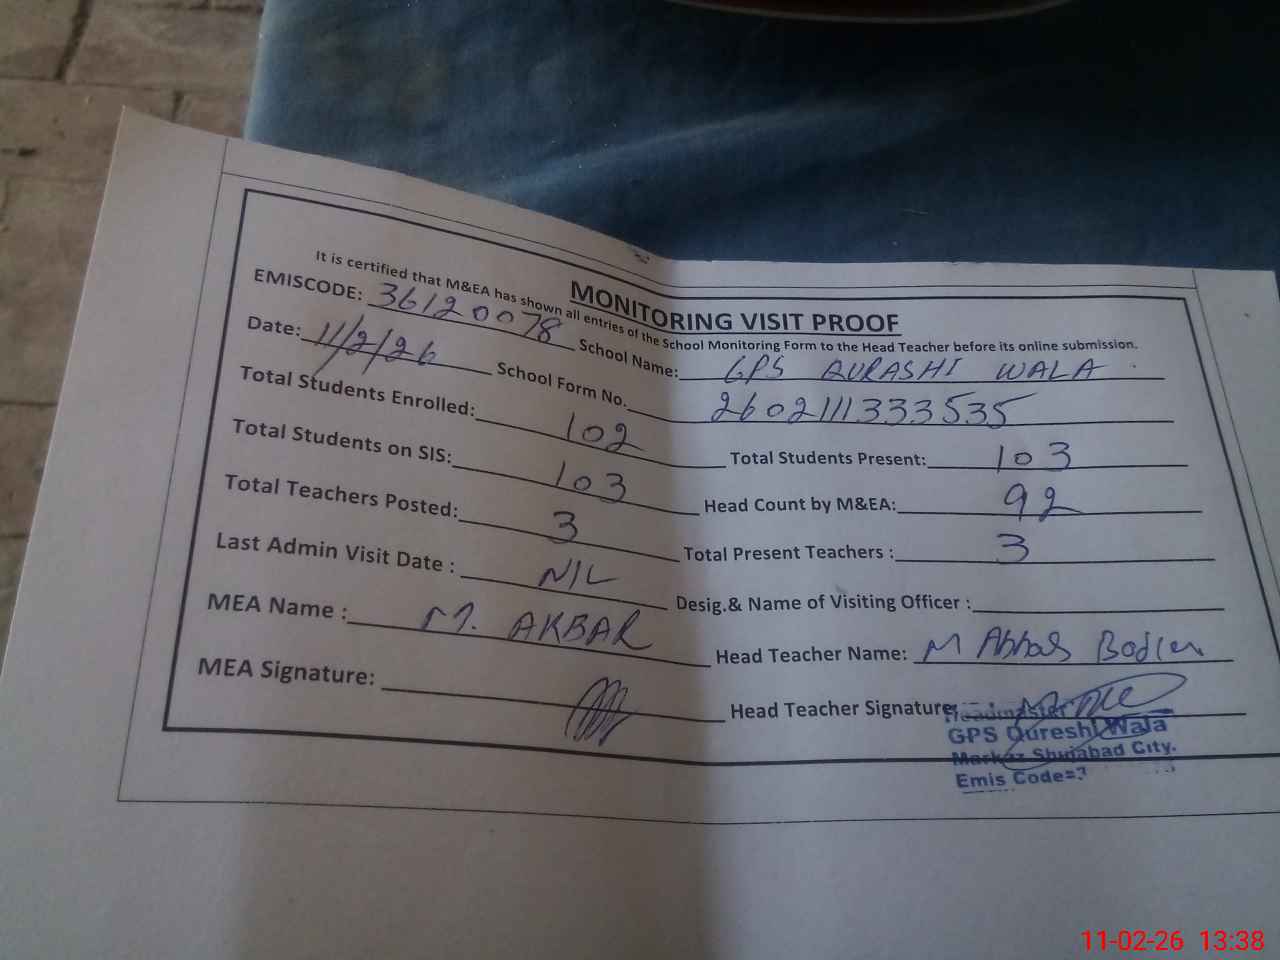 MONITORING VISIT PROOF
It is certified that M&EA has shown all entries of the School Monitoring Form to the Head Teacher before its online submission.
EMISCODE: 36120078 School Name: GPS QURASHI WALA
Date: 11/2/26 School Form No. 2602111333535
Total Students Enrolled: 102 Total Students Present: 103
Total Students on SIS: 103 Head Count by M&EA: 92
Total Teachers Posted: 3 Total Present Teachers : 3
Last Admin Visit Date : NIL Desig.& Name of Visiting Officer :
MEA Name : M. AKBAR Head Teacher Name: M Abbas
MEA Signature: Head Teacher Signature:
Headmaster
GPS Qureshi Wala
Markaz Shujabad City.
Emis Code=3
11-02-26 13:38